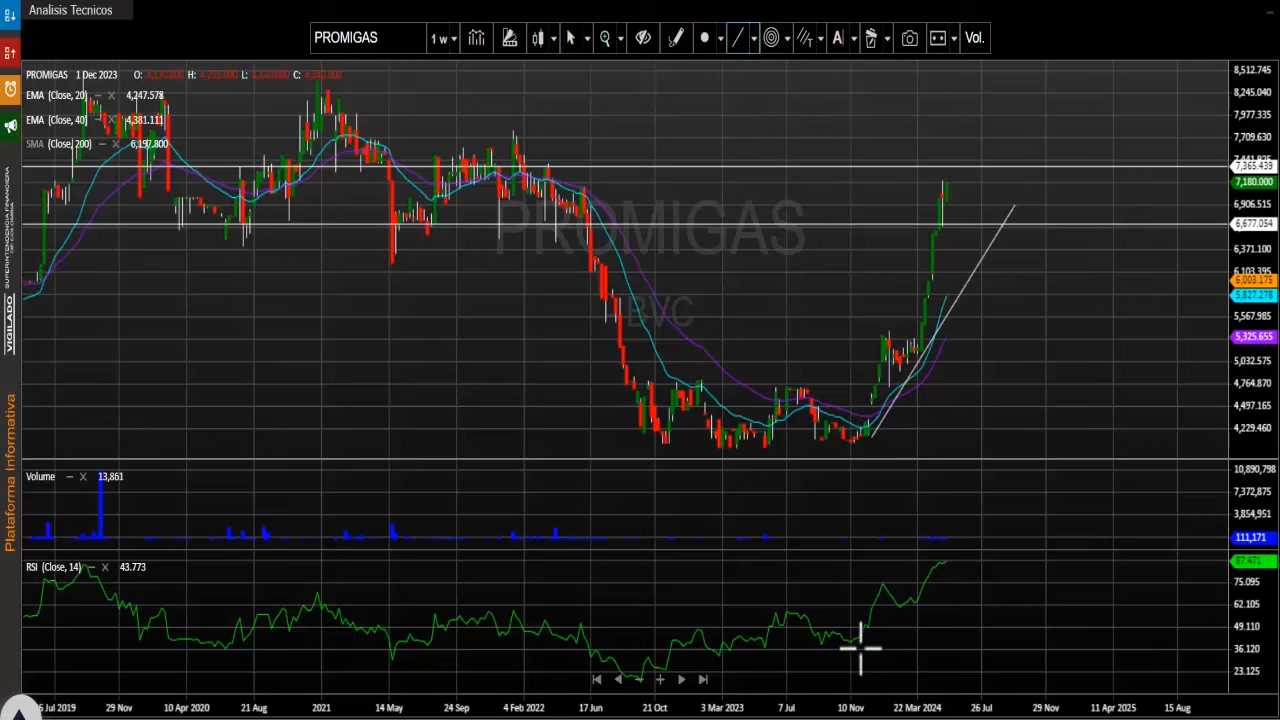 Analisis Tecnicos
PROMIGAS 1 w Vol.
PROMIGAS 1 Dec 2023 O: H: L: C:
EMA (Close, 20) 4,247.578
EMA (Close, 40) 4,381.111
SMA (Close, 200) 6,197.800
PROMIGAS
BVC
8,512.745
8,245.040
7,977.335
7,709.630
7,365.439
7,180.000
6,906.515
6,677.054
6,371.100
6,103.395
6,003.175
5,827.278
5,567.985
5,325.655
5,032.575
4,764.870
4,497.165
4,229.460
Volume 13,861
10,890,798
7,372,875
3,854,951
111,171
RSI (Close, 14) 43.773
87.471
75.095
62.105
49.110
36.120
23.125
Jul 2019 29 Nov 10 Apr 2020 21 Aug 2021 14 May 24 Sep 4 Feb 2022 17 Jun 21 Oct 3 Mar 2023 7 Jul 10 Nov 22 Mar 2024 26 Jul 29 Nov 11 Apr 2025 15 Aug
VIGILADO SUPERINTENDENCIA FINANCIERA
DE COLOMBIA
Plataforma Informativa